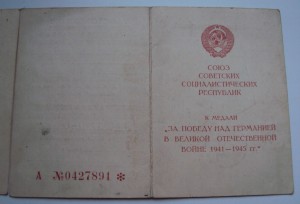 А №0427891 *
СОЮЗ
СОВЕТСКИХ
СОЦИАЛИСТИЧЕСКИХ
РЕСПУБЛИК
К МЕДАЛИ
„ЗА ПОБЕДУ НАД ГЕРМАНИЕЙ
В ВЕЛИКОЙ ОТЕЧЕСТВЕННОЙ
ВОЙНЕ 1941—1945 гг.“